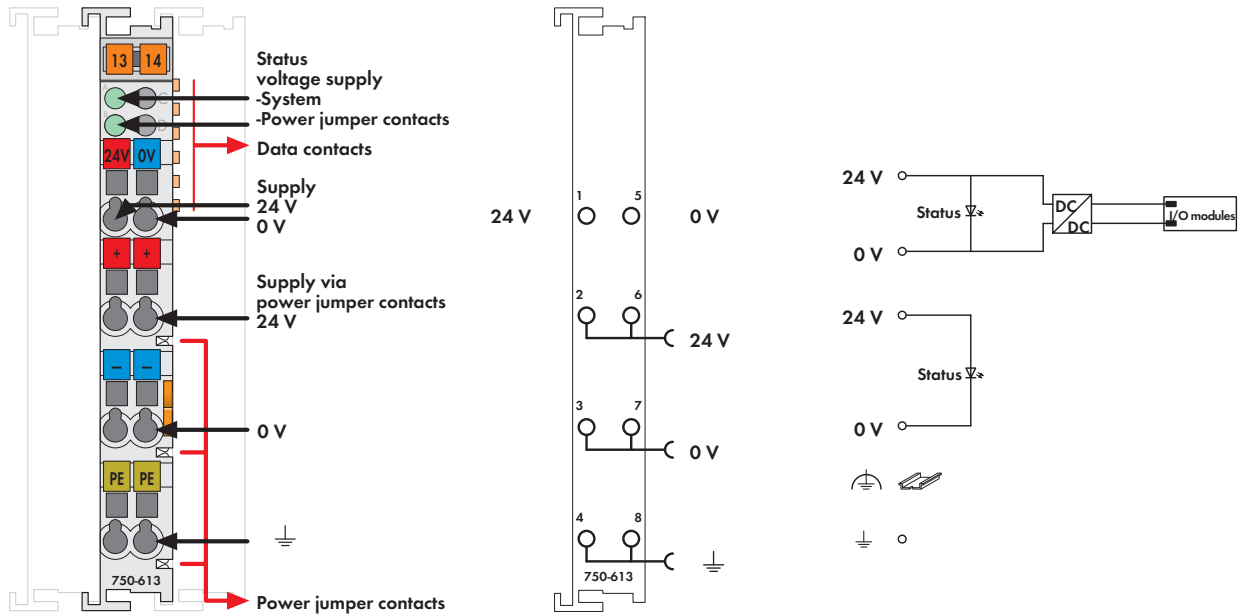 13 14
A C
B D
24V 0V
+ +
– –
PE PE
750-613
Status
voltage supply
-System
-Power jumper contacts
Data contacts
Supply
24 V
0 V
Supply via
power jumper contacts
24 V
0 V
Power jumper contacts
24 V
1 5
0 V
2 6
24 V
3 7
0 V
4 8
750-613
24 V
Status
0 V
DC
DC
I/O modules
24 V
Status
0 V